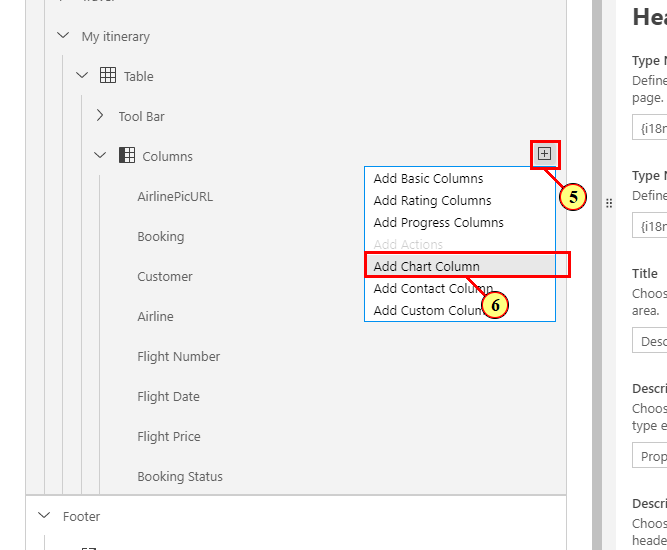 Hea
My itinerary
Type N
Table
Define
page.
Tool Bar
{i18n
Columns
Add Basic Columns
Type N
AirlinePicURL
Add Rating Columns
5
Define
Add Progress Columns
{i18n
Booking
Add Actions
Add Chart Column
Title
Customer
Add Contact Column
Choos
6
Airline
Add Custom Colum
area.
Desc
Flight Number
Descri
Flight Date
Choos
type e
Flight Price
Prop
Booking Status
Descri
Footer
Choos
heade